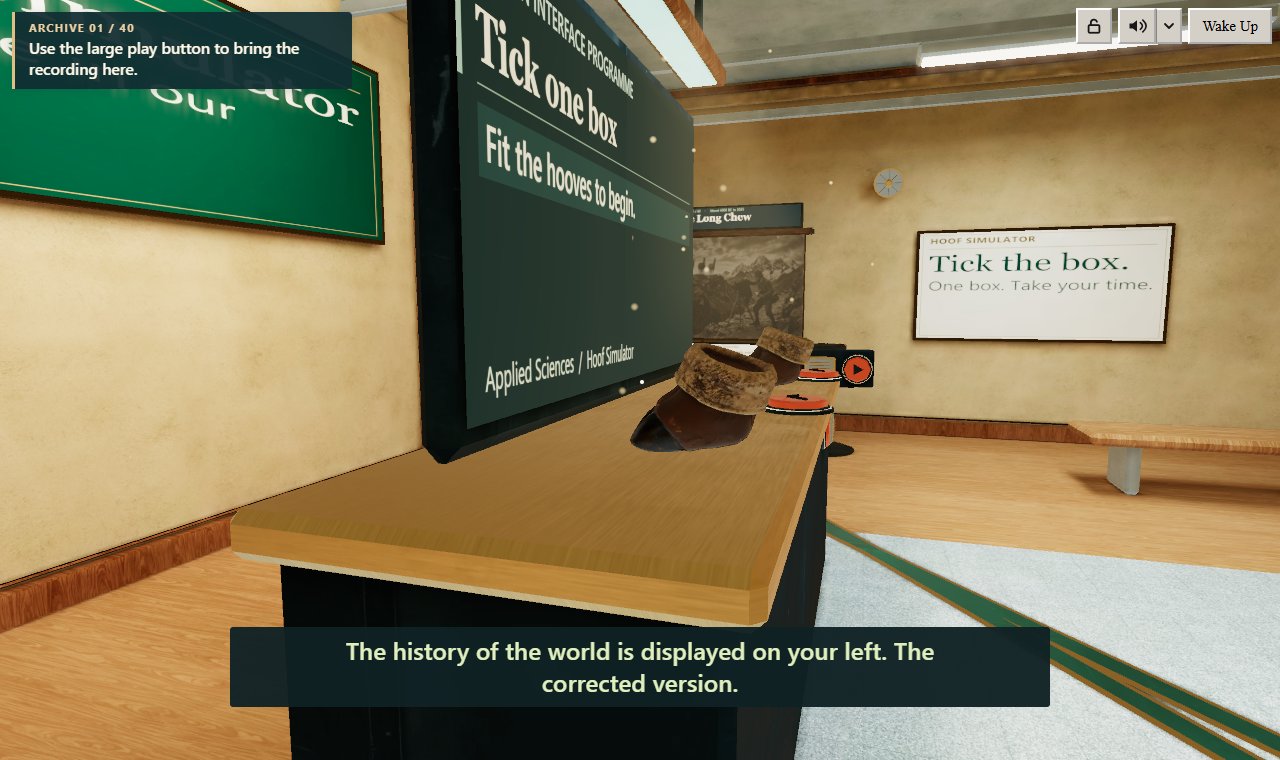 ARCHIVE 01 / 40
Use the large play button to bring the
recording here.
Wake Up
our
INTERFACE PROGRAMME
Tick one box
Fit the hooves to begin.
Applied Sciences / Hoof Simulator
Long Chew
HOOF SIMULATOR
Tick the box.
One box. Take your time.
The history of the world is displayed on your left. The
corrected version.